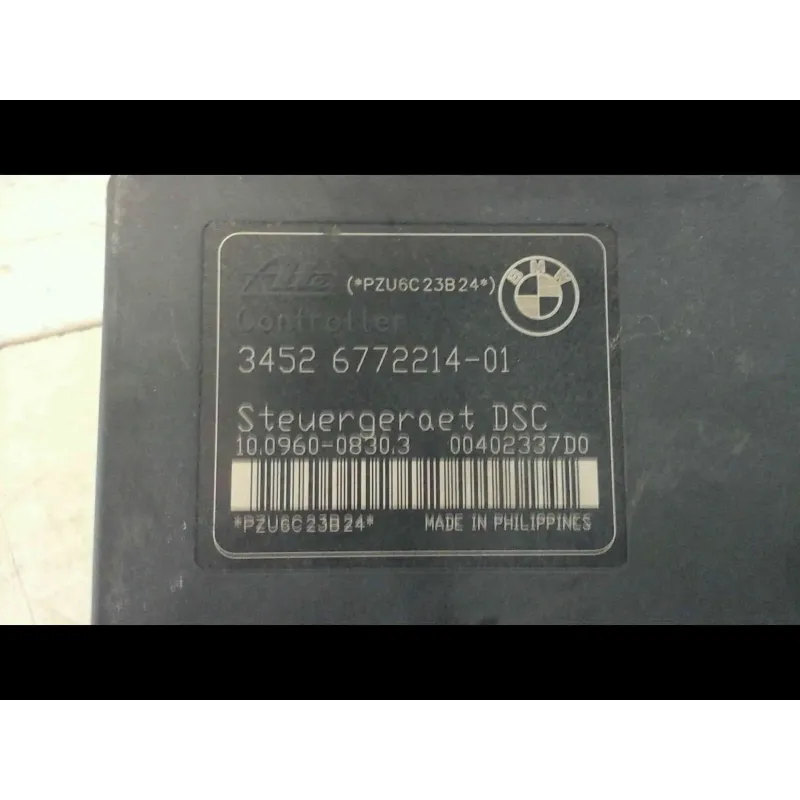 Ate (*PZU6C23B24*) BMW
Controller
3452 6772214-01
Steuergeraet DSC
10.0960-0830.3 00402337D0
*PZU6C23B24* MADE IN PHILIPPINES